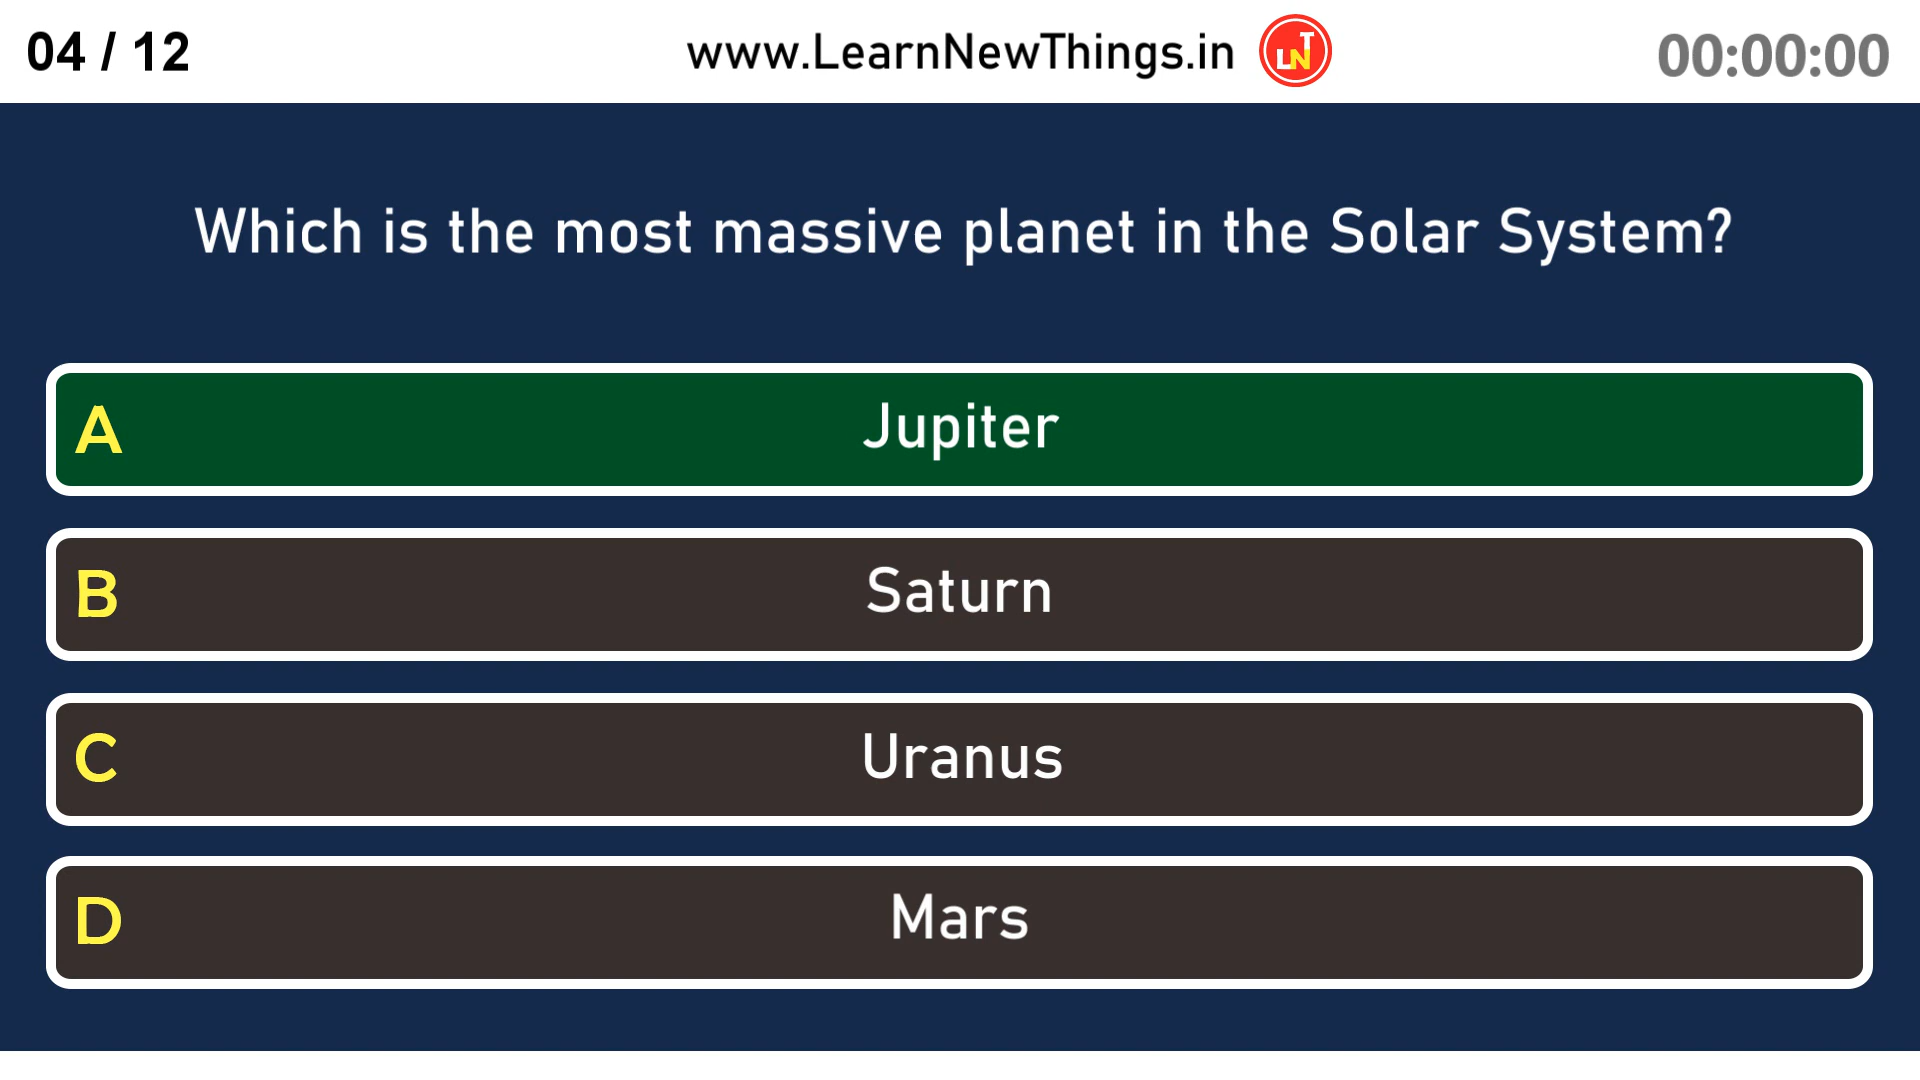 04 / 12
www.LearnNewThings.in
LNT
00:00:00
Which is the most massive planet in the Solar System?
A Jupiter
B Saturn
C Uranus
D Mars